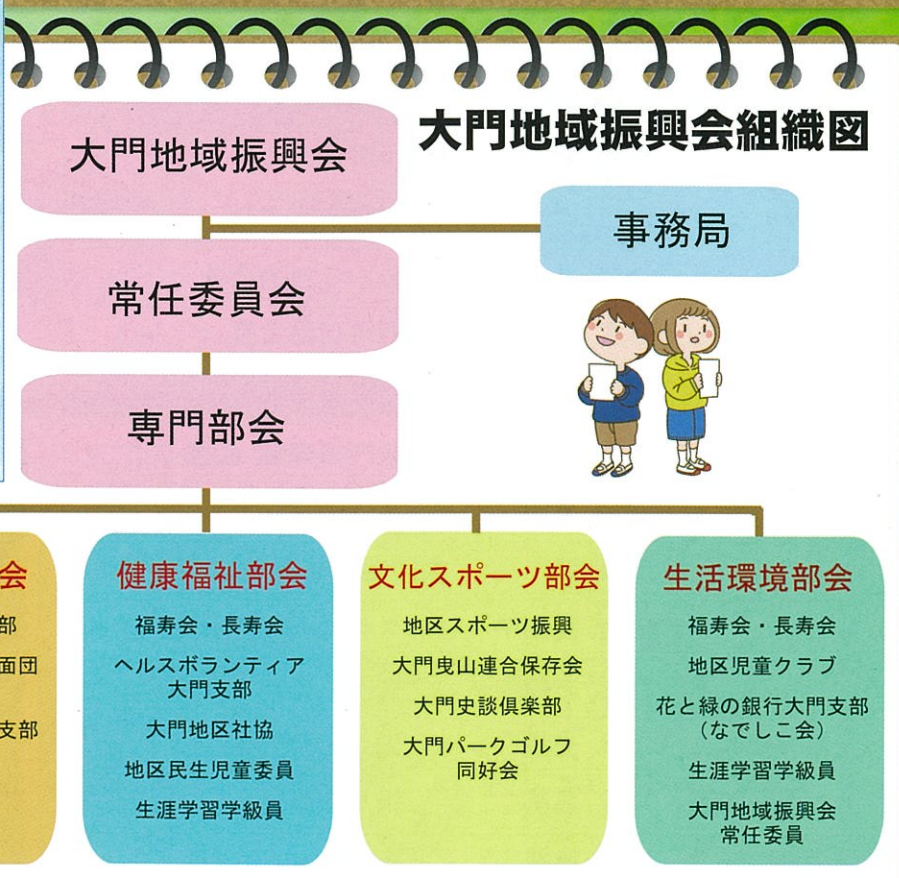 大門地域振興会組織図
大門地域振興会
事務局
常任委員会
専門部会
会
部
面団
支部
健康福祉部会
福寿会・長寿会
ヘルスボランティア
大門支部
大門地区社協
地区民生児童委員
生涯学習学級員
文化スポーツ部会
地区スポーツ振興
大門曳山連合保存会
大門史談倶楽部
大門パークゴルフ
同好会
生活環境部会
福寿会・長寿会
地区児童クラブ
花と緑の銀行大門支部
（なでしこ会）
生涯学習学級員
大門地域振興会
常任委員